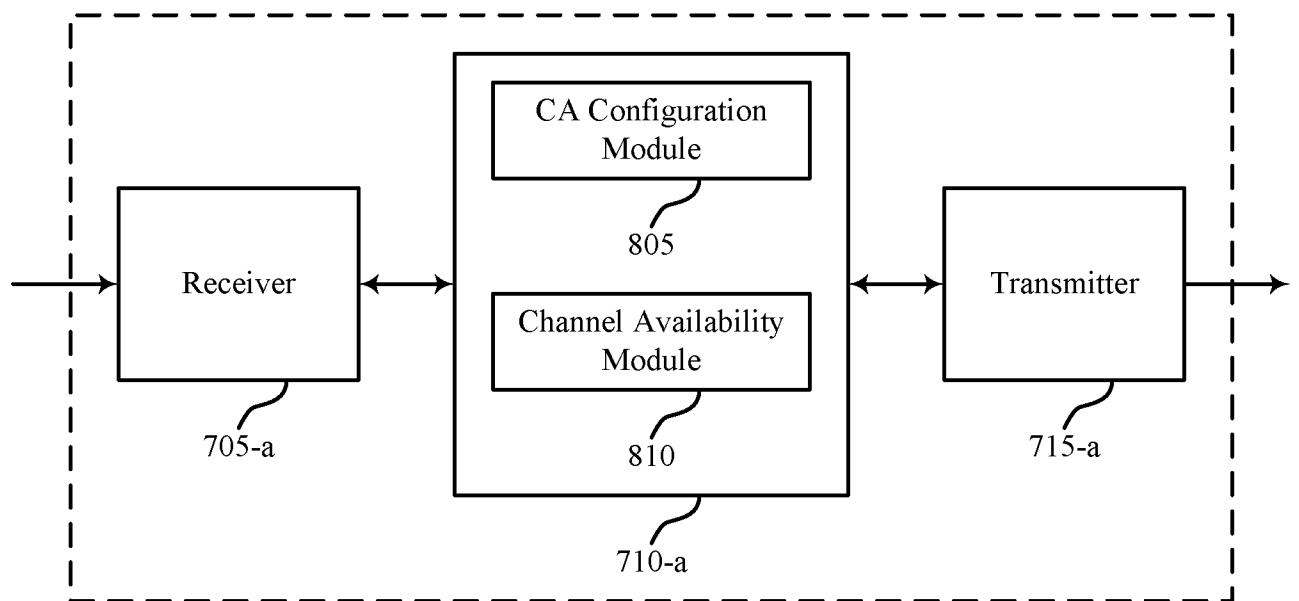 CA Configuration
Module
805
Receiver
Transmitter
Channel Availability
Module
705-a
810
715-a
710-a